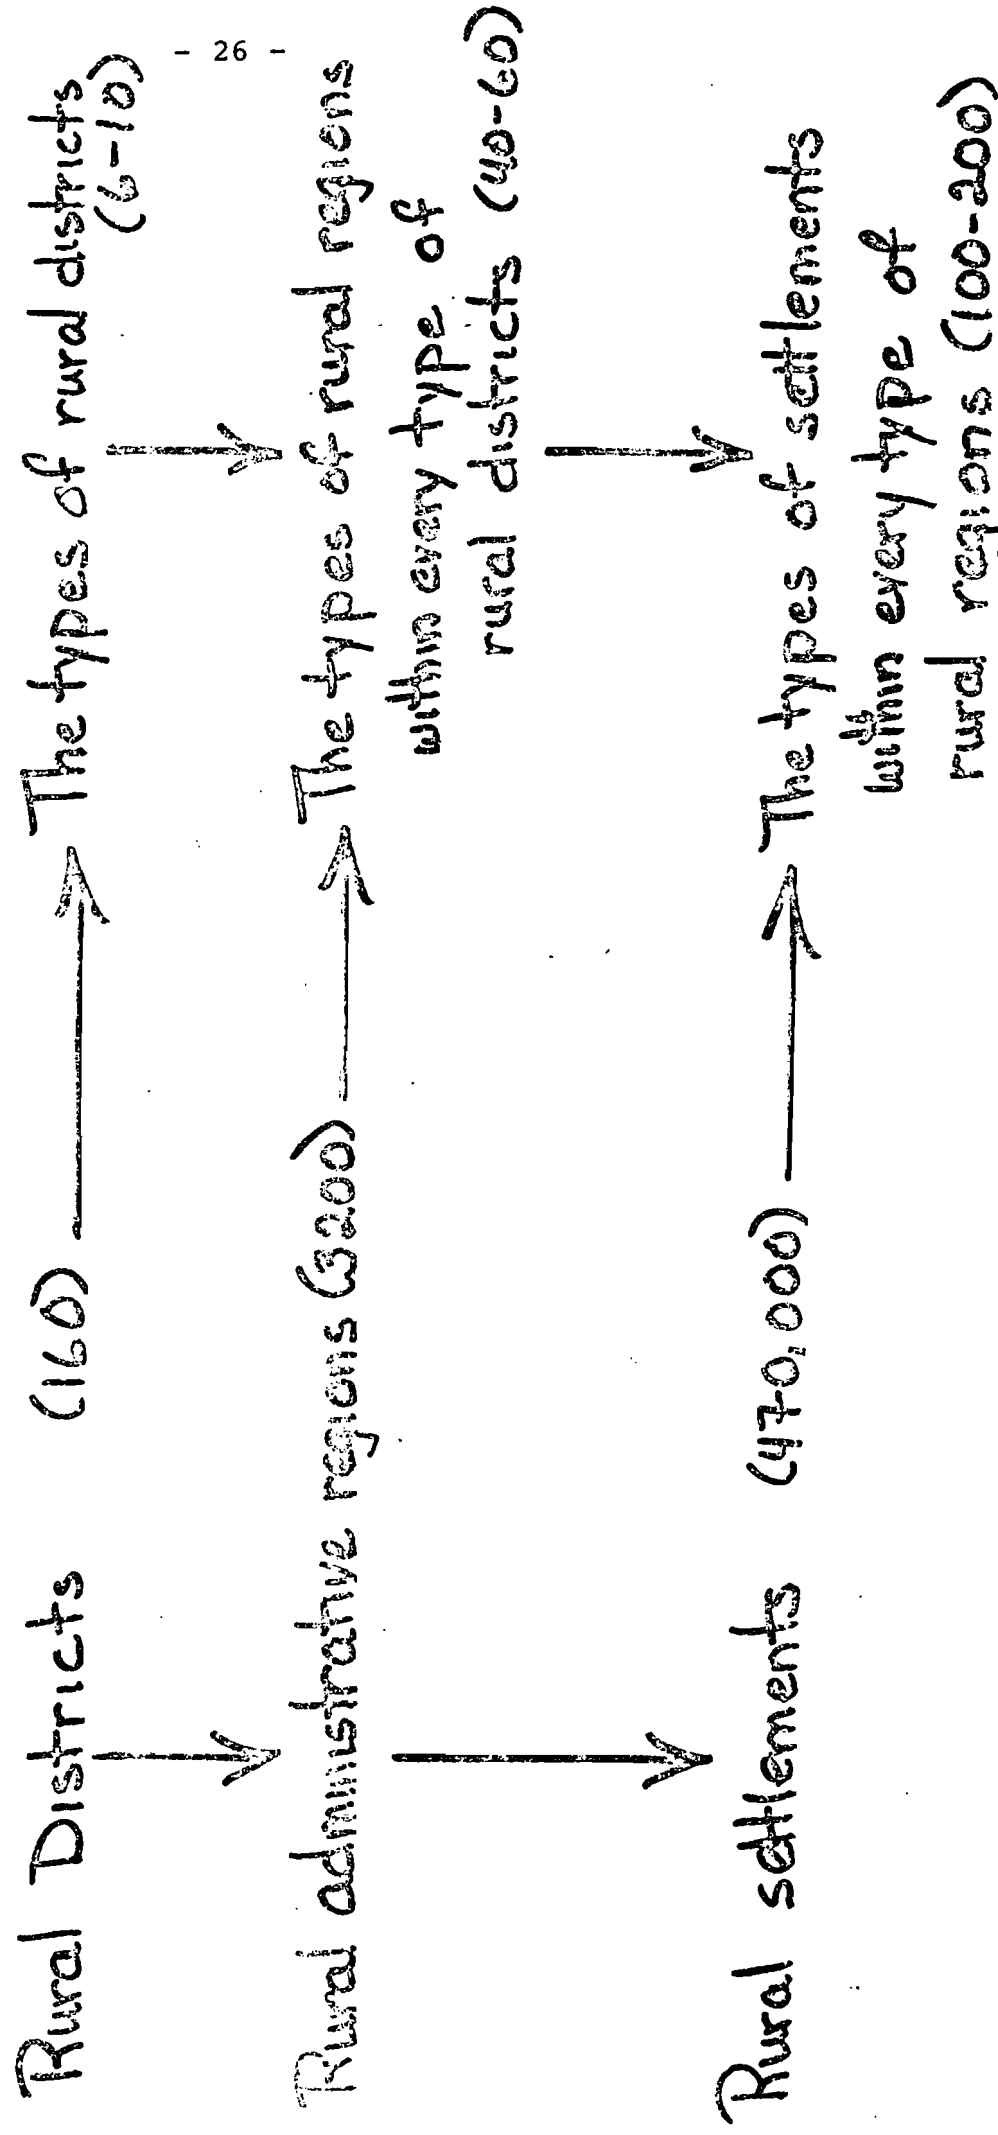 - 26 -
Rural Districts (160) The types of rural districts
(6-10)
Rural administrative regions (3200) The types of rural regions
within every type of
rural districts (40-60)
Rural settlements (470,000) The types of settlements
within every type of
rural regions (100-200)